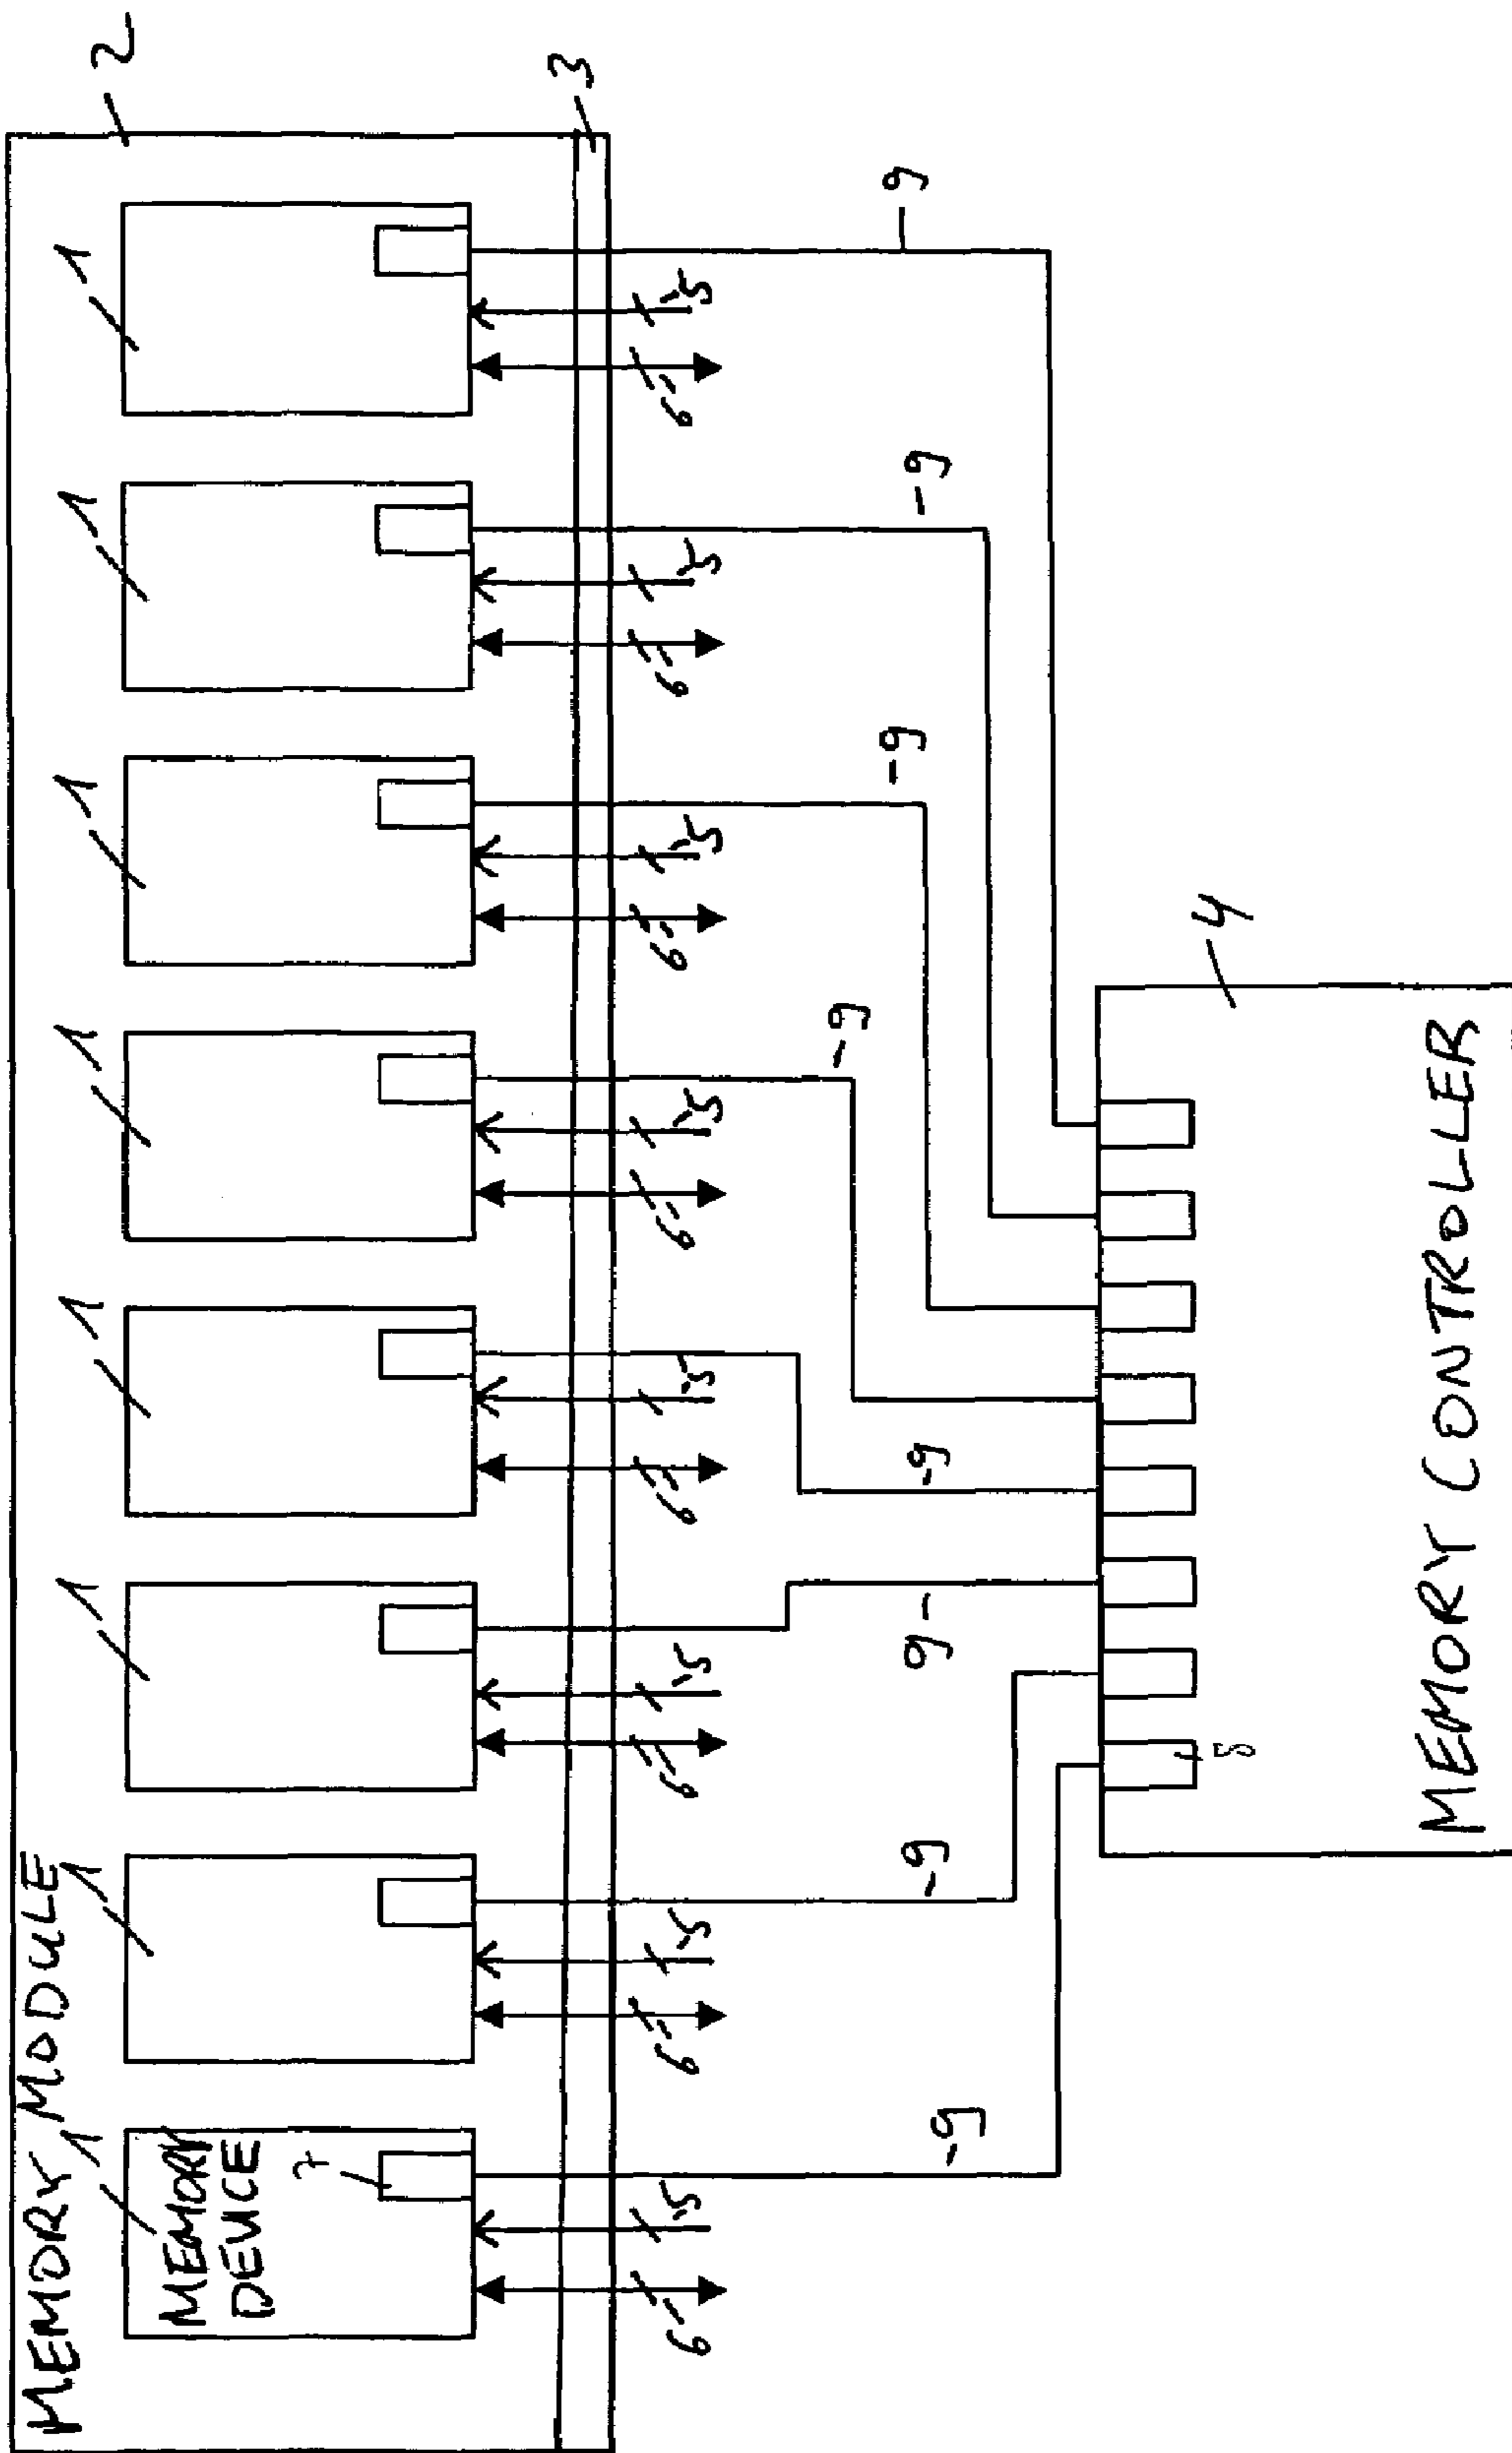 MEMORY MODULE
2
1 1 1 1 1 1 1 1
MEMORY
DEVICE
7
3
6 5 6 5 6 5 6 5 6 5 6 5 6 5 6 5
9 9 9 9 9 9 9 9
4
8
MEMORY CONTROLLER